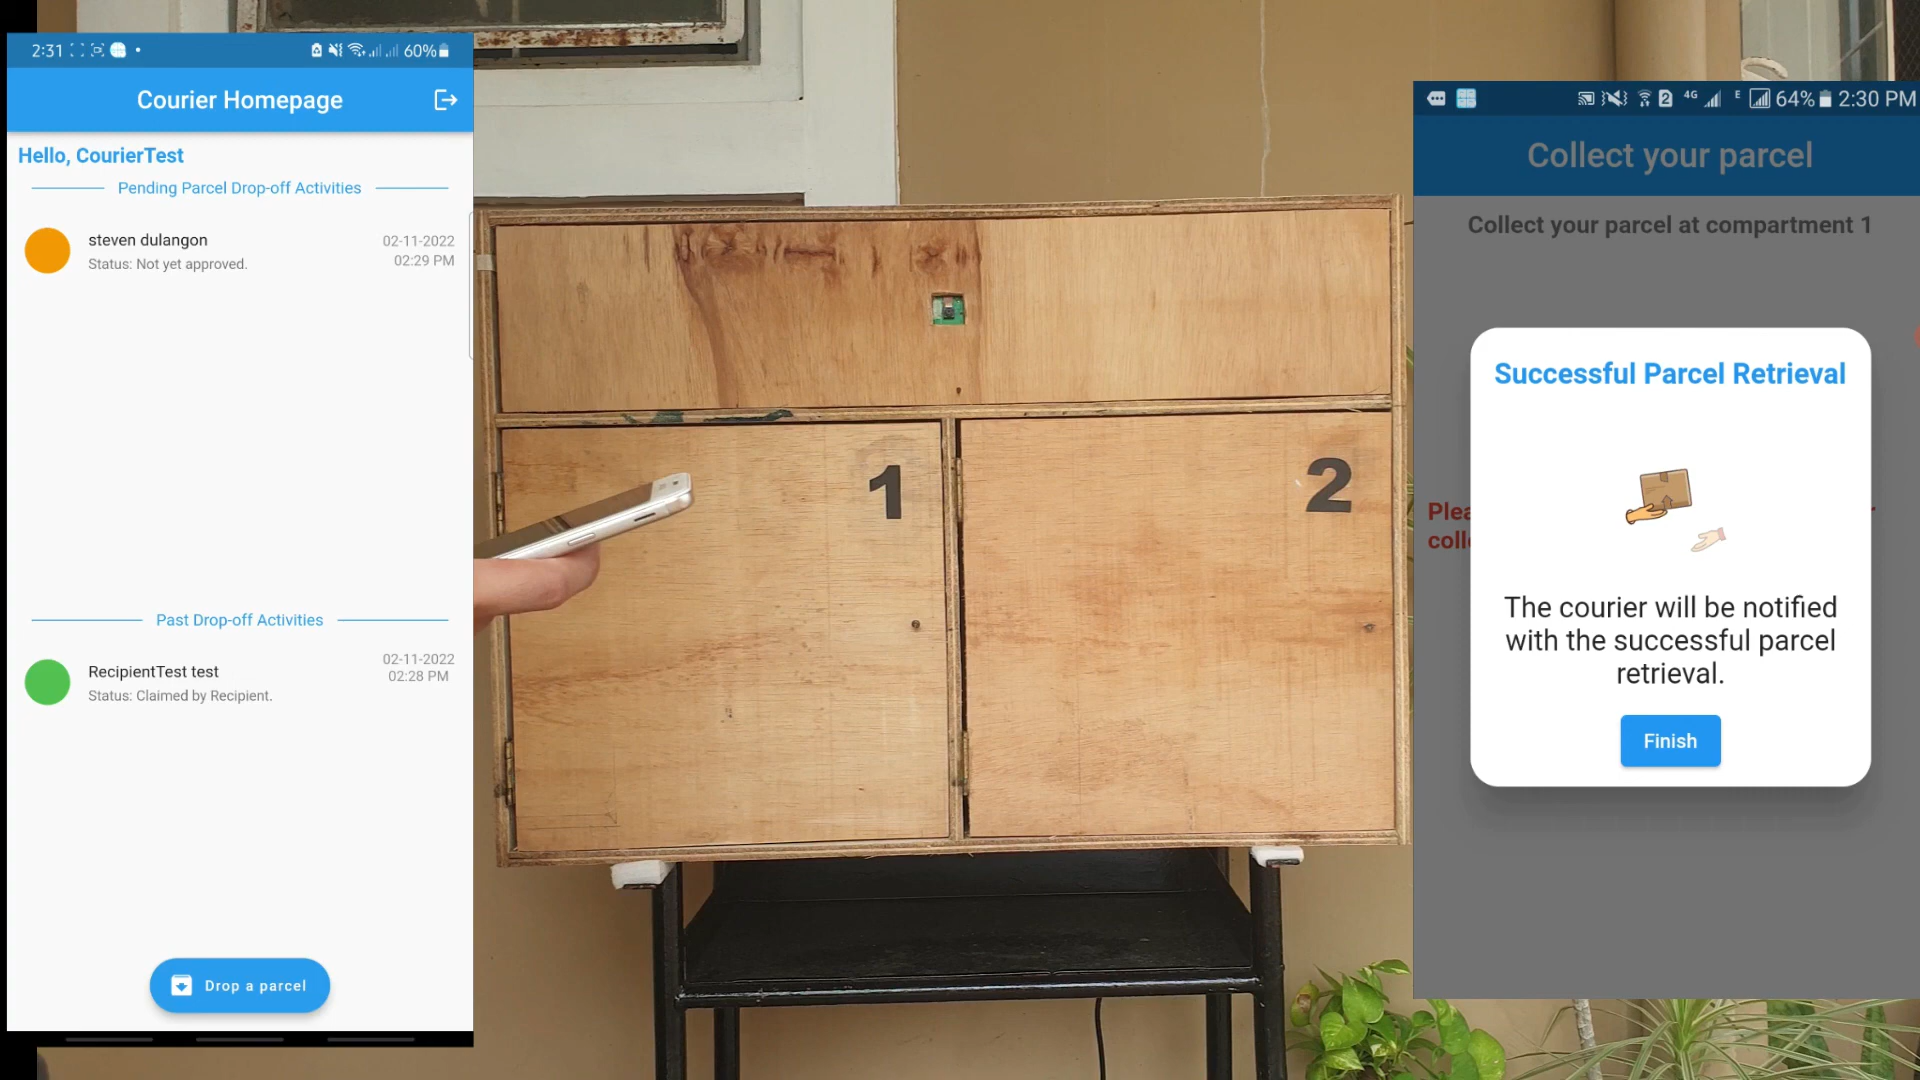 2:31
60%
Courier Homepage
Hello, CourierTest
Pending Parcel Drop-off Activities
steven dulangon
02-11-2022
Status: Not yet approved.
02:29 PM
Past Drop-off Activities
RecipientTest test
02-11-2022
02:28 PM
Status: Claimed by Recipient.
Drop a parcel
1
2
2 4G E 64% 2:30 PM
Collect your parcel
Collect your parcel at compartment 1
Successful Parcel Retrieval
The courier will be notified
with the successful parcel
retrieval.
Finish